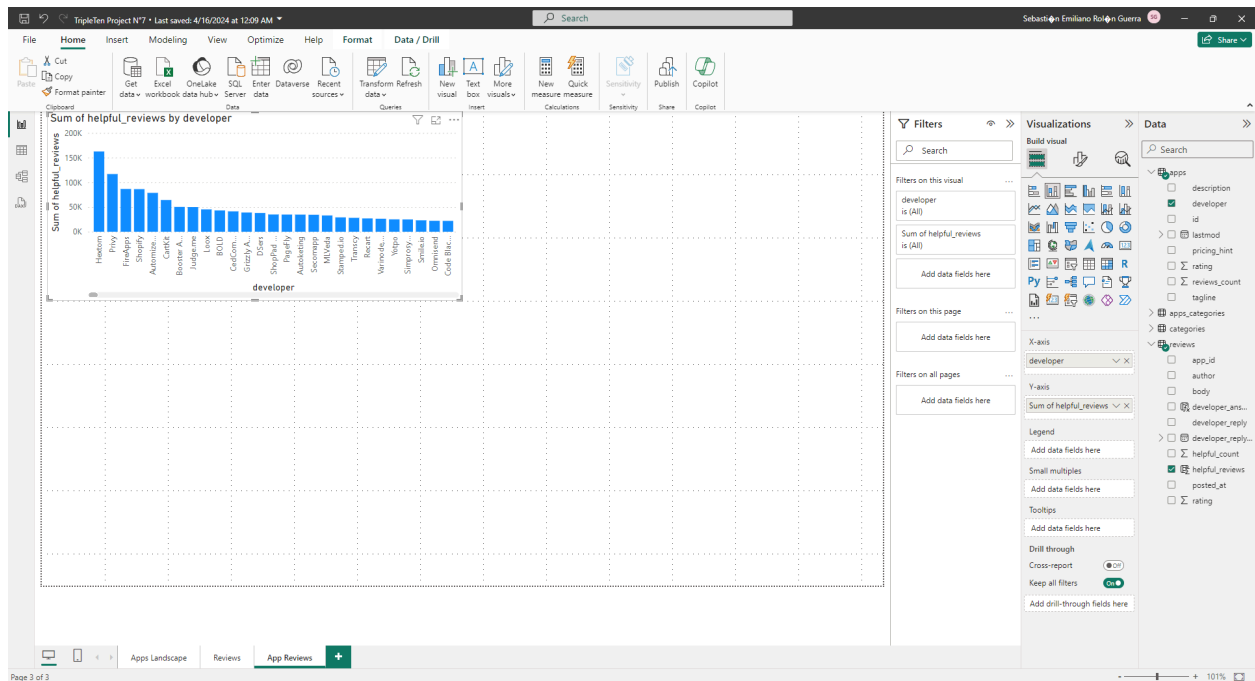 TripleTen Project N°7 • Last saved: 4/16/2024 at 12:09 AM
Search
Sebasti�n Emiliano Rol�n Guerra
SG
File Home Insert Modeling View Optimize Help Format Data / Drill
Share
Paste
Cut
Copy
Format painter
Clipboard
Get data
Excel workbook
OneLake data hub
SQL Server
Enter data
Dataverse
Recent sources
Data
Transform data
Refresh
Queries
New visual
Text box
More visuals
Insert
New measure
Quick measure
Calculations
Sensitivity
Sensitivity
Publish
Share
Copilot
Copilot
Sum of helpful_reviews by developer
Sum of helpful_reviews
200K
150K
100K
50K
0K
Hextom
Privy
FireApps
Shopify
Automize...
CartKit
Booster A...
Judge.me
Loox
BOLD
CedCom...
Grizzly A...
DSers
ShopPad ...
PageFly
Autoketing
Secomapp
MLVeda
Stamped.io
Transcy
Recart
Varinode,...
Yotpo
Simprosy...
Smile.io
Omnisend
Code Blac...
developer
Filters
Search
Filters on this visual
...
developer
is (All)
Sum of helpful_reviews
is (All)
Add data fields here
Filters on this page
...
Add data fields here
Filters on all pages
...
Add data fields here
Visualizations
Build visual
R
Py
...
X-axis
developer
Y-axis
Sum of helpful_reviews
Legend
Add data fields here
Small multiples
Add data fields here
Tooltips
Add data fields here
Drill through
Cross-report
Off
Keep all filters
On
Add drill-through fields here
Data
Search
apps
description
developer
id
lastmod
pricing_hint
rating
reviews_count
tagline
apps_categories
categories
reviews
app_id
author
body
developer_ans...
developer_reply
developer_reply...
helpful_count
helpful_reviews
posted_at
rating
Apps Landscape
Reviews
App Reviews
+
Page 3 of 3
- + 101%